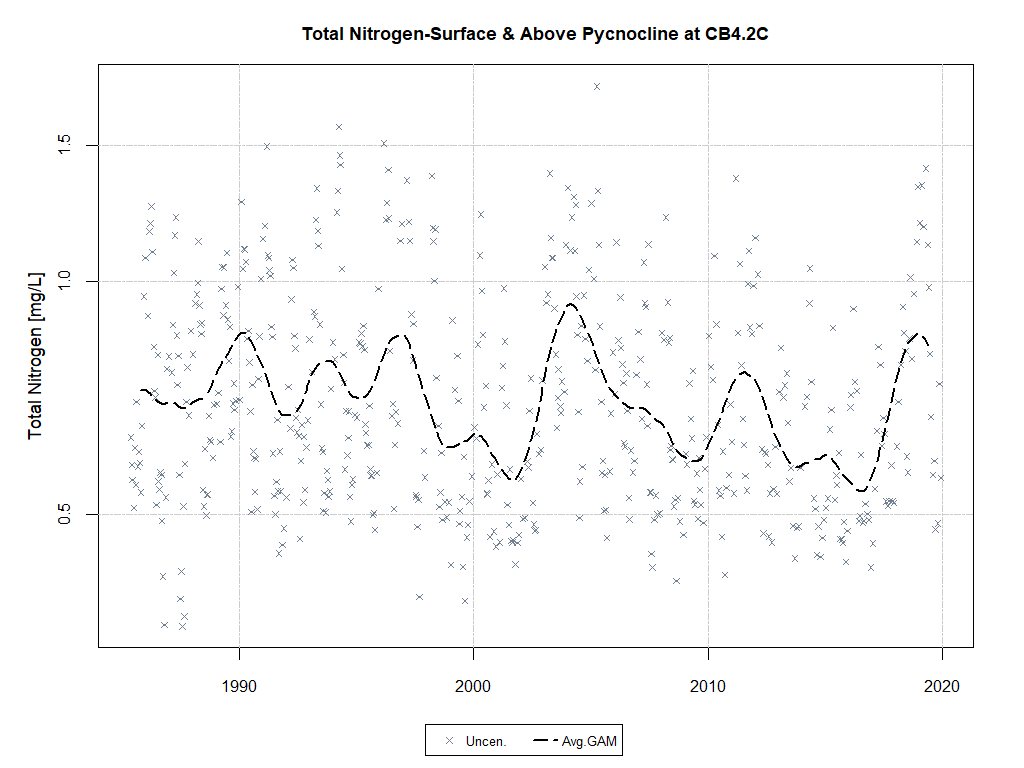 Total Nitrogen-Surface & Above Pycnocline at CB4.2C
Total Nitrogen [mg/L]
1.5
1.0
0.5
1990 2000 2010 2020
Uncen. Avg.GAM